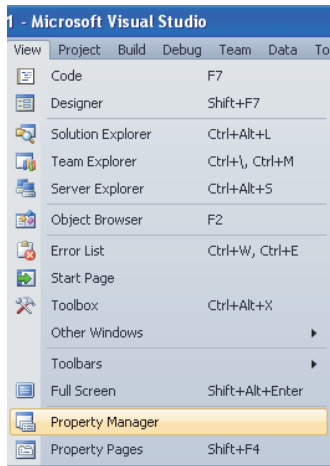 1 - Microsoft Visual Studio
View Project Build Debug Team Data To
Code F7
Designer Shift+F7
Solution Explorer Ctrl+Alt+L
Team Explorer Ctrl+\, Ctrl+M
Server Explorer Ctrl+Alt+S
Object Browser F2
Error List Ctrl+W, Ctrl+E
Start Page
Toolbox Ctrl+Alt+X
Other Windows
Toolbars
Full Screen Shift+Alt+Enter
Property Manager
Property Pages Shift+F4